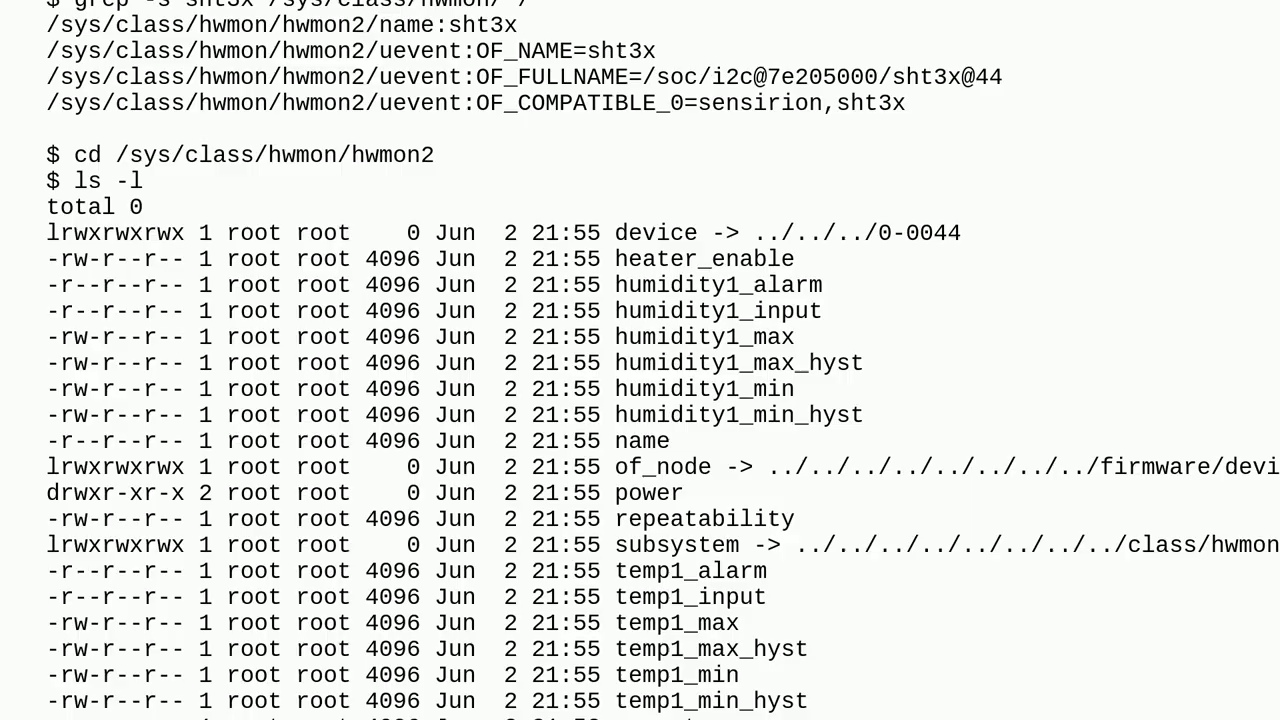 $ grep -s sht3x /sys/class/hwmon/*/*
/sys/class/hwmon/hwmon2/name:sht3x
/sys/class/hwmon/hwmon2/uevent:OF_NAME=sht3x
/sys/class/hwmon/hwmon2/uevent:OF_FULLNAME=/soc/i2c@7e205000/sht3x@44
/sys/class/hwmon/hwmon2/uevent:OF_COMPATIBLE_0=sensirion,sht3x
$ cd /sys/class/hwmon/hwmon2
$ ls -l
total 0
lrwxrwxrwx 1 root root    0 Jun  2 21:55 device -> ../../../0-0044
-rw-r--r-- 1 root root 4096 Jun  2 21:55 heater_enable
-r--r--r-- 1 root root 4096 Jun  2 21:55 humidity1_alarm
-r--r--r-- 1 root root 4096 Jun  2 21:55 humidity1_input
-rw-r--r-- 1 root root 4096 Jun  2 21:55 humidity1_max
-rw-r--r-- 1 root root 4096 Jun  2 21:55 humidity1_max_hyst
-rw-r--r-- 1 root root 4096 Jun  2 21:55 humidity1_min
-rw-r--r-- 1 root root 4096 Jun  2 21:55 humidity1_min_hyst
-r--r--r-- 1 root root 4096 Jun  2 21:55 name
lrwxrwxrwx 1 root root    0 Jun  2 21:55 of_node -> ../../../../../../../../firmware/devi
drwxr-xr-x 2 root root    0 Jun  2 21:55 power
-rw-r--r-- 1 root root 4096 Jun  2 21:55 repeatability
lrwxrwxrwx 1 root root    0 Jun  2 21:55 subsystem -> ../../../../../../../../class/hwmon
-r--r--r-- 1 root root 4096 Jun  2 21:55 temp1_alarm
-r--r--r-- 1 root root 4096 Jun  2 21:55 temp1_input
-rw-r--r-- 1 root root 4096 Jun  2 21:55 temp1_max
-rw-r--r-- 1 root root 4096 Jun  2 21:55 temp1_max_hyst
-rw-r--r-- 1 root root 4096 Jun  2 21:55 temp1_min
-rw-r--r-- 1 root root 4096 Jun  2 21:55 temp1_min_hyst